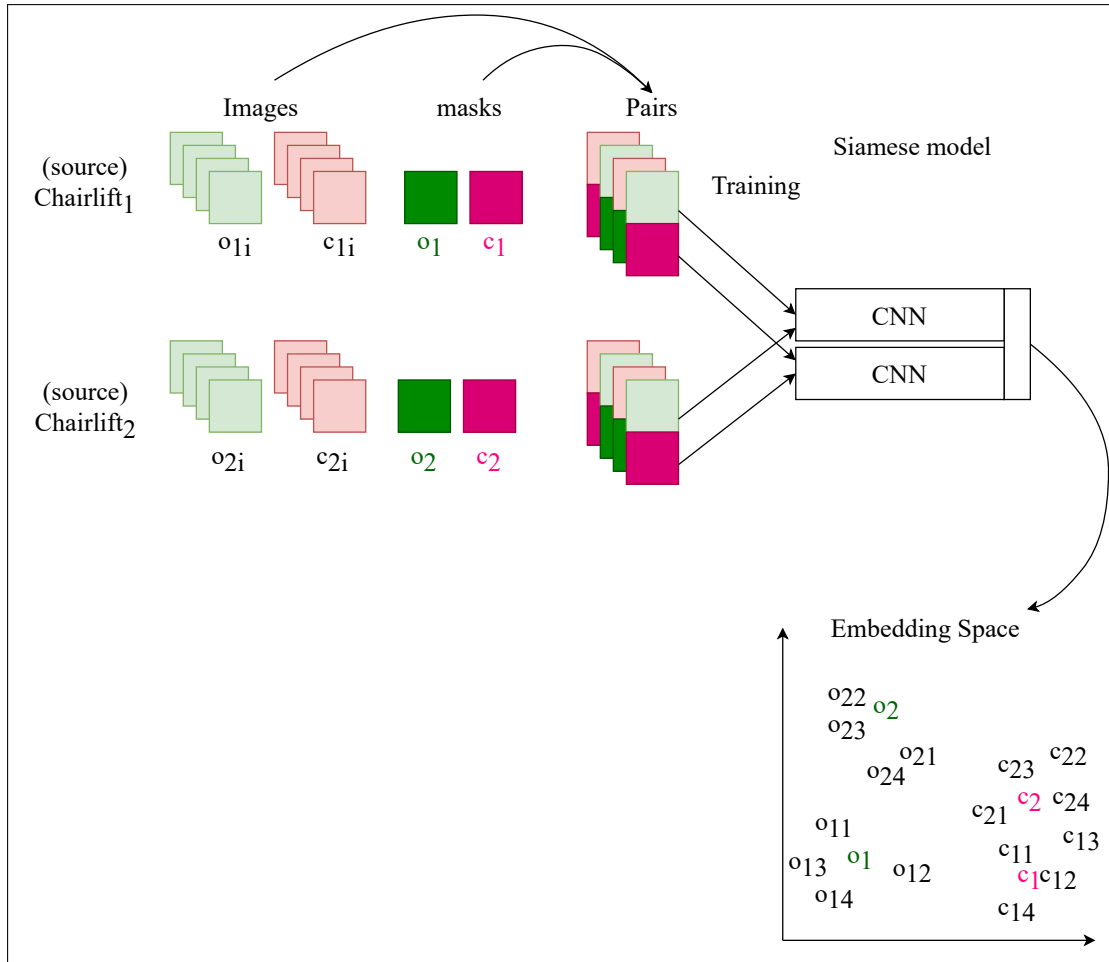 Images
masks
Pairs
(source)
Chairlift1
Siamese model
Training
o1i
c1i
o1
c1
CNN
CNN
(source)
Chairlift2
o2i
c2i
o2
c2
Embedding Space
o22
o2
o23
o21
o24
c23
c22
c2
c24
c21
o11
c13
c11
o13
o1
o12
c1
c12
o14
c14